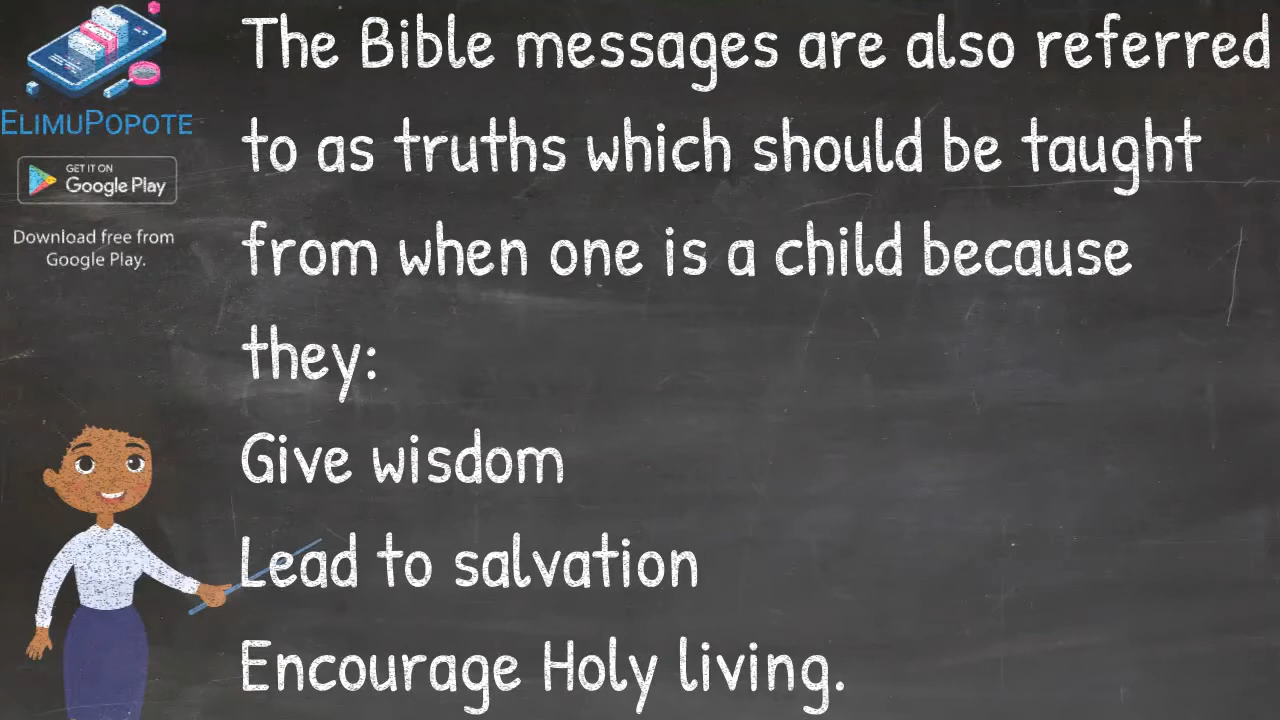 ELIMUPOPOTE
GET IT ON
Google Play
Download free from
Google Play.
The Bible messages are also referred
to as truths which should be taught
from when one is a child because
they:
Give wisdom
Lead to salvation
Encourage Holy living.